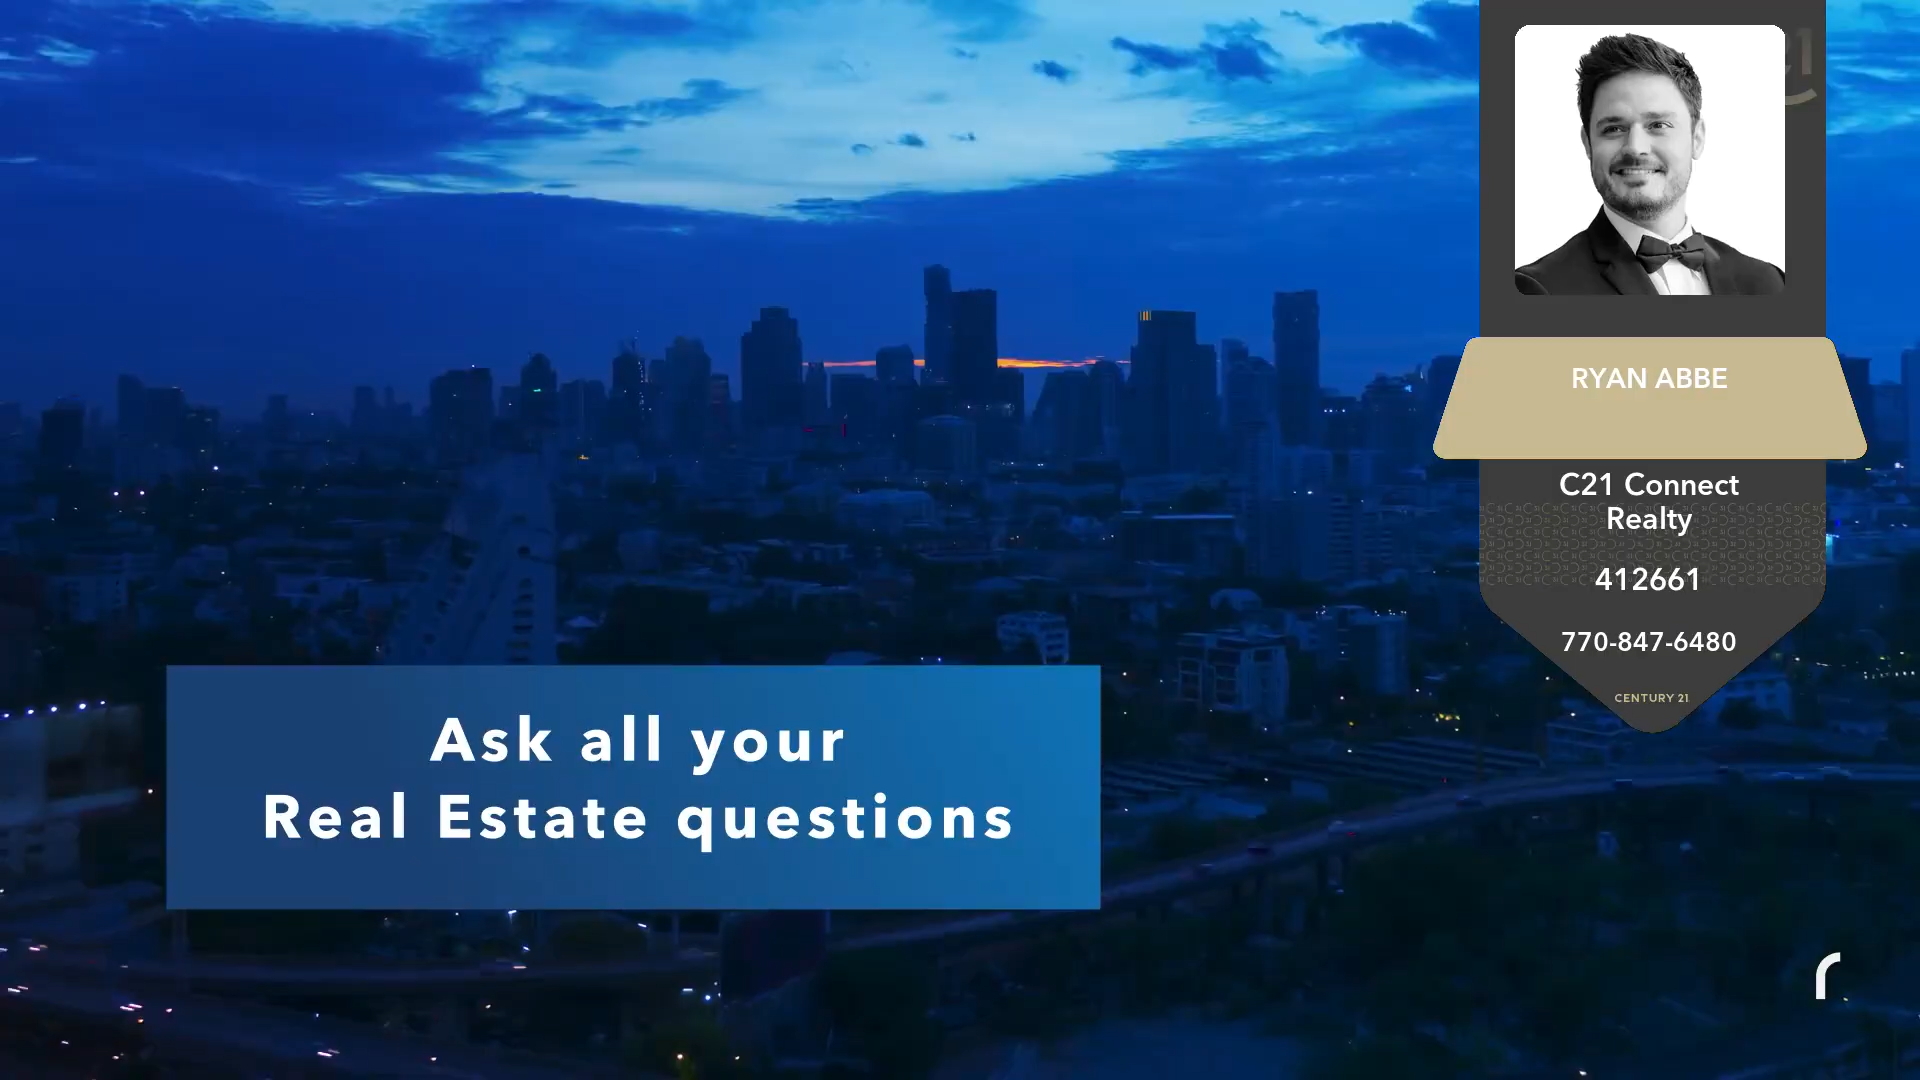 RYAN ABBE
C21 Connect
Realty
412661
770-847-6480
CENTURY 21
Ask all your
Real Estate questions